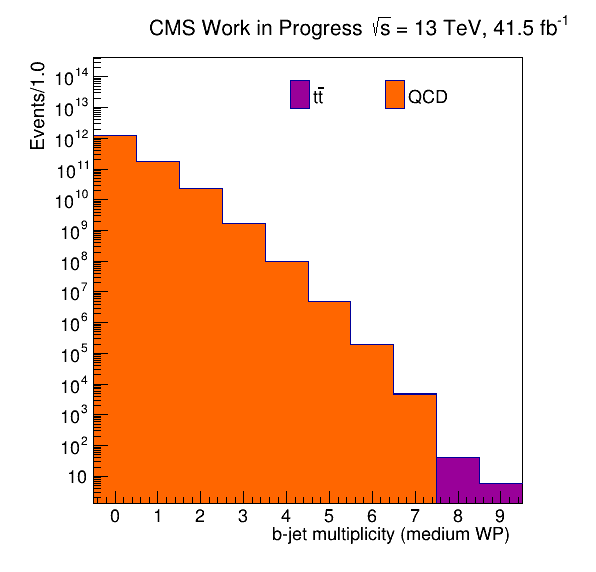 CMS Work in Progress √s = 13 TeV, 41.5 fb⁻¹
Events/1.0
tt̄
QCD
10¹⁴
10¹³
10¹²
10¹¹
10¹⁰
10⁹
10⁸
10⁷
10⁶
10⁵
10⁴
10³
10²
10
0 1 2 3 4 5 6 7 8 9
b-jet multiplicity (medium WP)